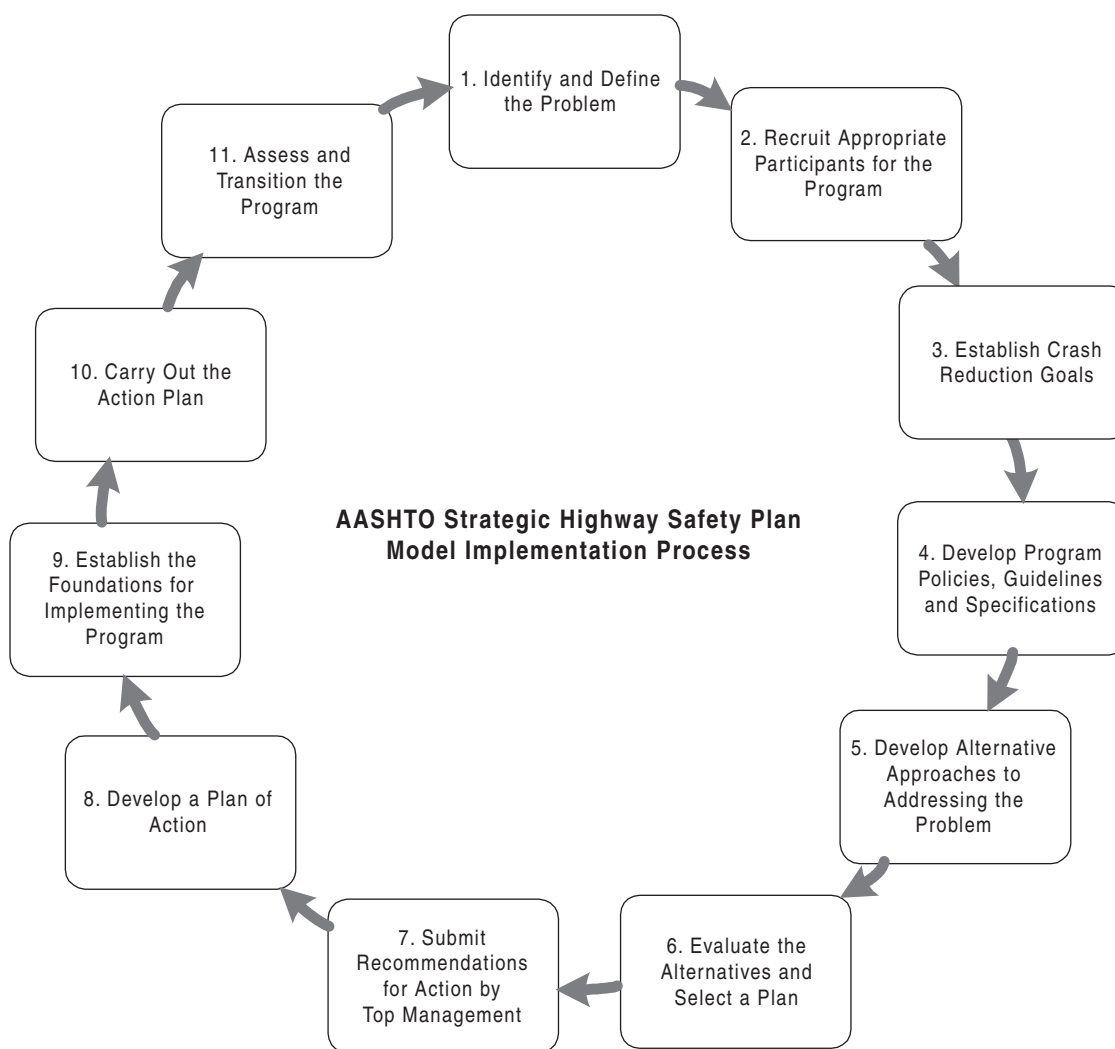 1. Identify and Define
the Problem
2. Recruit Appropriate
Participants for the
Program
3. Establish Crash
Reduction Goals
4. Develop Program
Policies, Guidelines
and Specifications
5. Develop Alternative
Approaches to
Addressing the
Problem
6. Evaluate the
Alternatives and
Select a Plan
7. Submit
Recommendations
for Action by
Top Management
8. Develop a Plan of
Action
9. Establish the
Foundations for
Implementing the
Program
10. Carry Out the
Action Plan
11. Assess and
Transition the
Program
AASHTO Strategic Highway Safety Plan
Model Implementation Process